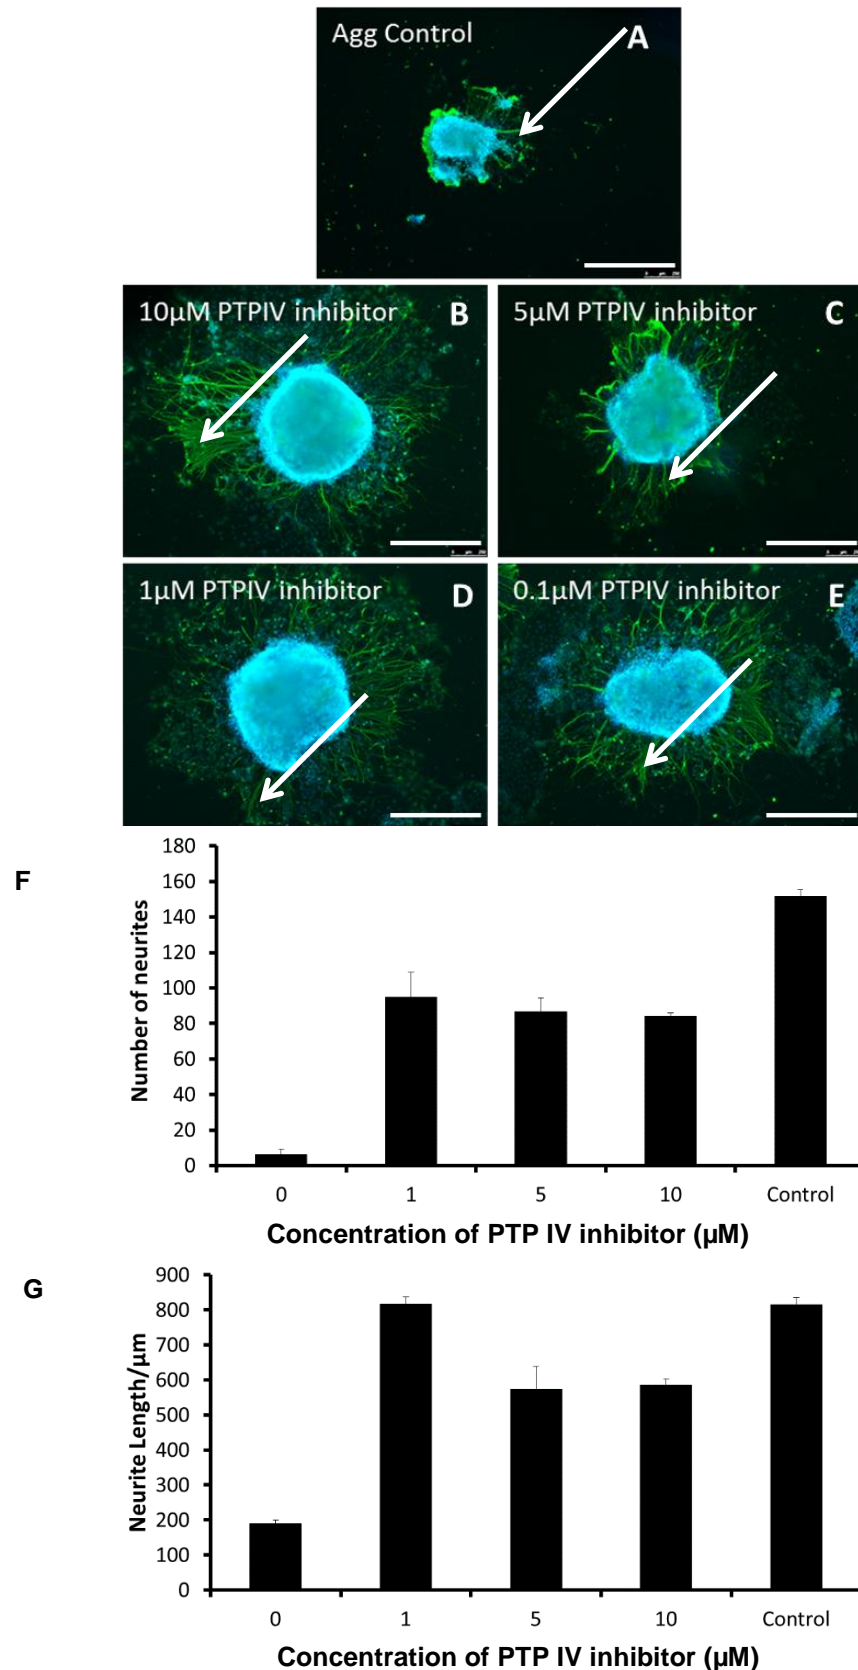 Agg Control
A
10µM PTPIV inhibitor
B
5µM PTPIV inhibitor
C
1µM PTPIV inhibitor
D
0.1µM PTPIV inhibitor
E
F
180
160
140
120
100
80
60
40
20
0
Number of neurites
0 1 5 10 Control
Concentration of PTP IV inhibitor (µM)
G
900
800
700
600
500
400
300
200
100
0
Neurite Length/µm
0 1 5 10 Control
Concentration of PTP IV inhibitor (µM)